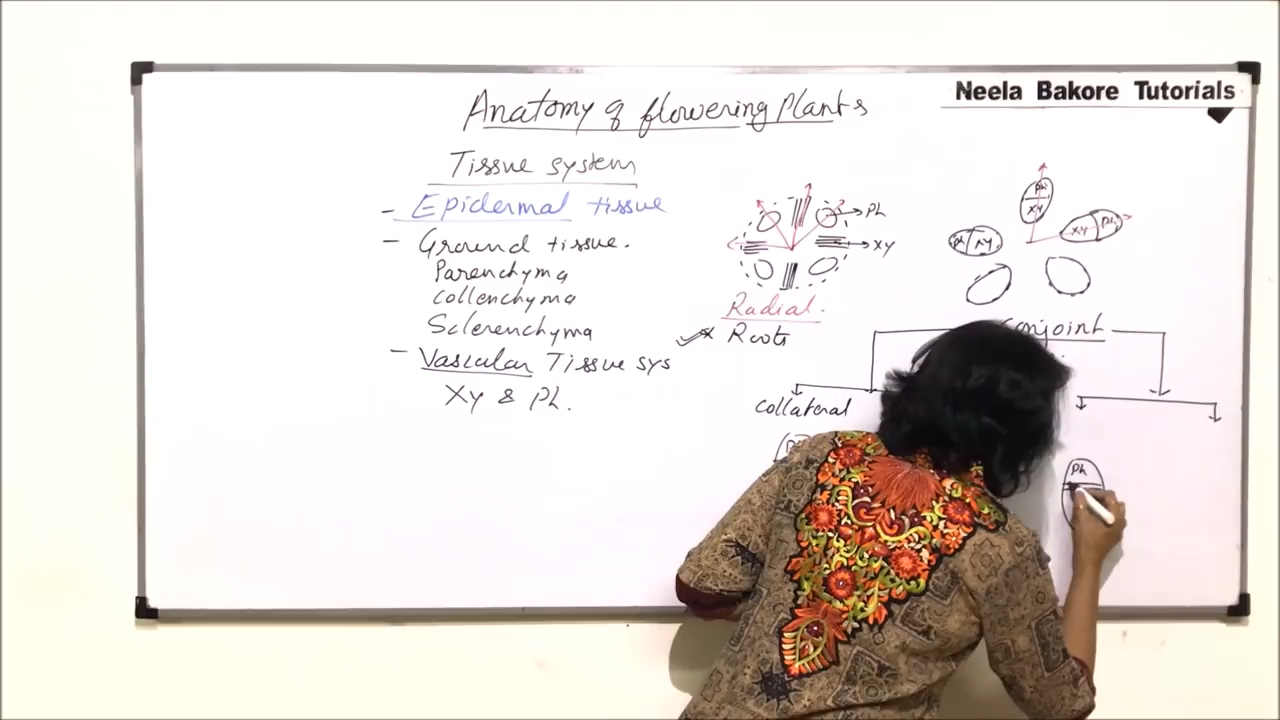 Neela Bakore Tutorials
Anatomy of flowering Plants
Tissue system
- Epidermal tissue
- Ground tissue.
Parenchyma
Collenchyma
Sclerenchyma
- Vascular Tissue sys
Xy & Ph.
Ph
Xy
Radial.
Roots
Ph
Xy
Ph Xy
Xy Ph
Conjoint
Collateral
Ph